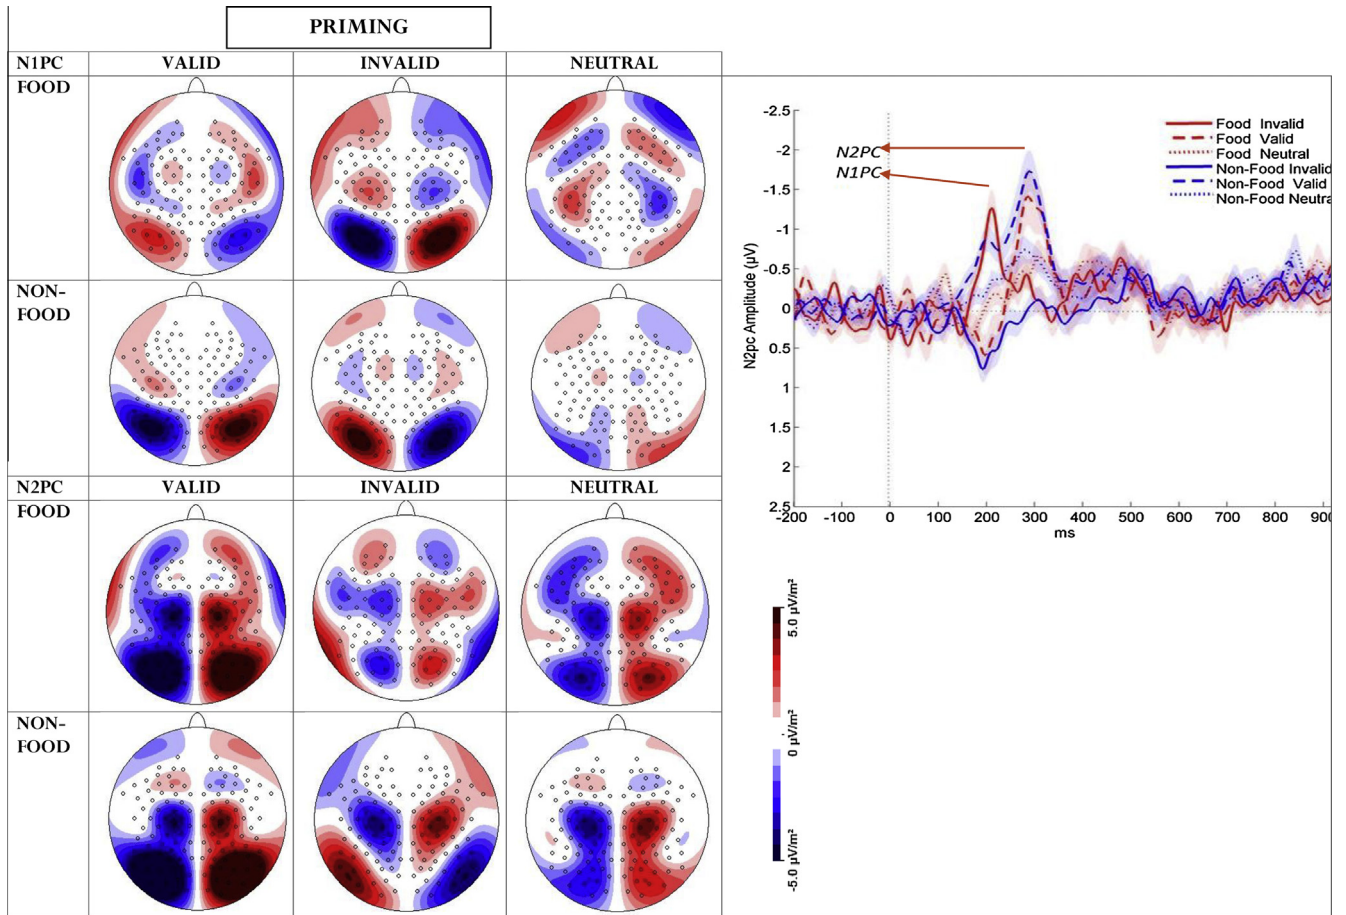 PRIMING
N1PC VALID INVALID NEUTRAL
FOOD
NON-
FOOD
N2PC VALID INVALID NEUTRAL
FOOD
NON-
FOOD
-2.5
-2
-1.5
-1
-0.5
0
0.5
1
1.5
2
2.5
N2pc Amplitude (µV)
N2PC
N1PC
Food Invalid
Food Valid
Food Neutral
Non-Food Invalid
Non-Food Valid
Non-Food Neutra
-200 -100 0 100 200 300 400 500 600 700 800 900
ms
5.0 µV/m²
0 µV/m²
-5.0 µV/m²